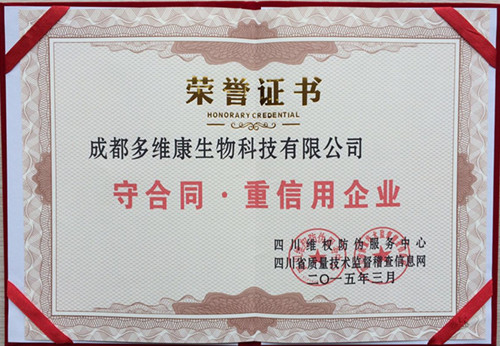 荣誉证书
HONORARY CREDENTIAL
成都多维康生物科技有限公司
守合同·重信用企业
四川维权防伪服务中心
四川省质量技术监督稽查信息网
二〇一五年三月